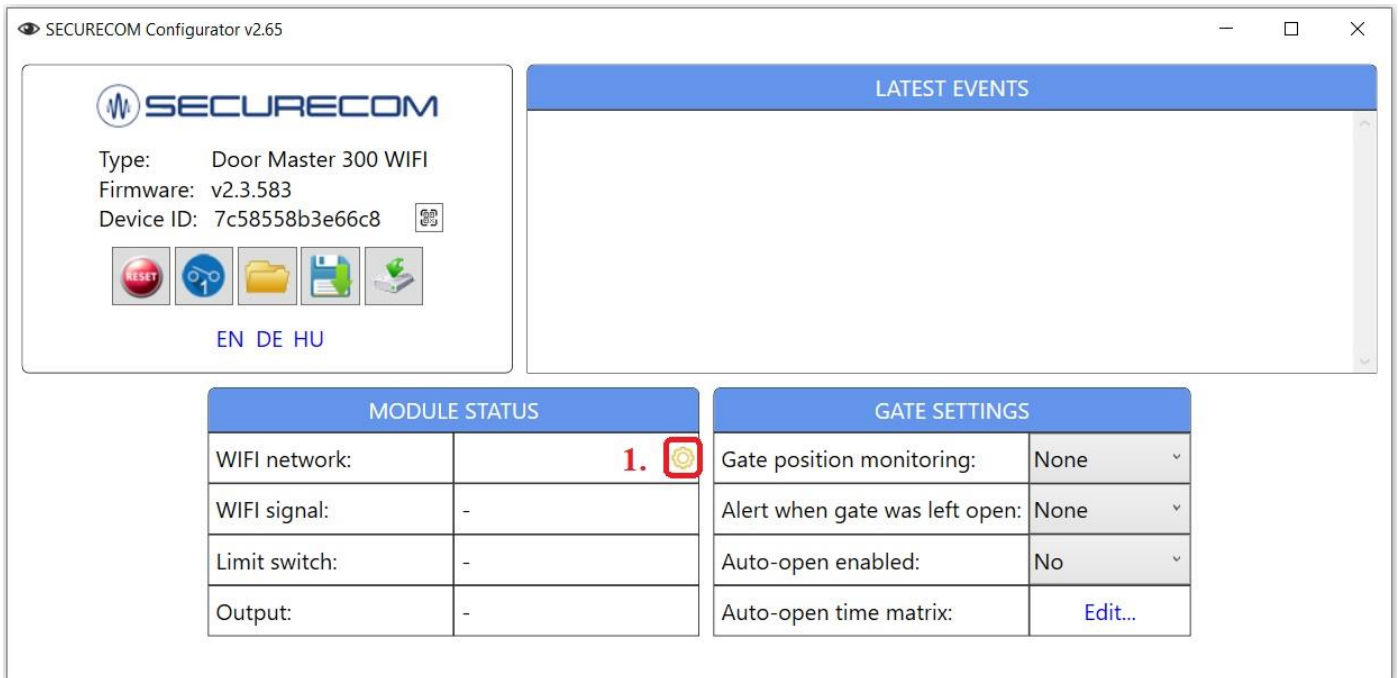 SECURECOM Configurator v2.65
SECURECOM
Type: Door Master 300 WIFI
Firmware: v2.3.583
Device ID: 7c58558b3e66c8
RESET
1
EN DE HU
LATEST EVENTS
MODULE STATUS
WIFI network: 1.
WIFI signal: -
Limit switch: -
Output: -
GATE SETTINGS
Gate position monitoring: None
Alert when gate was left open: None
Auto-open enabled: No
Auto-open time matrix: Edit...